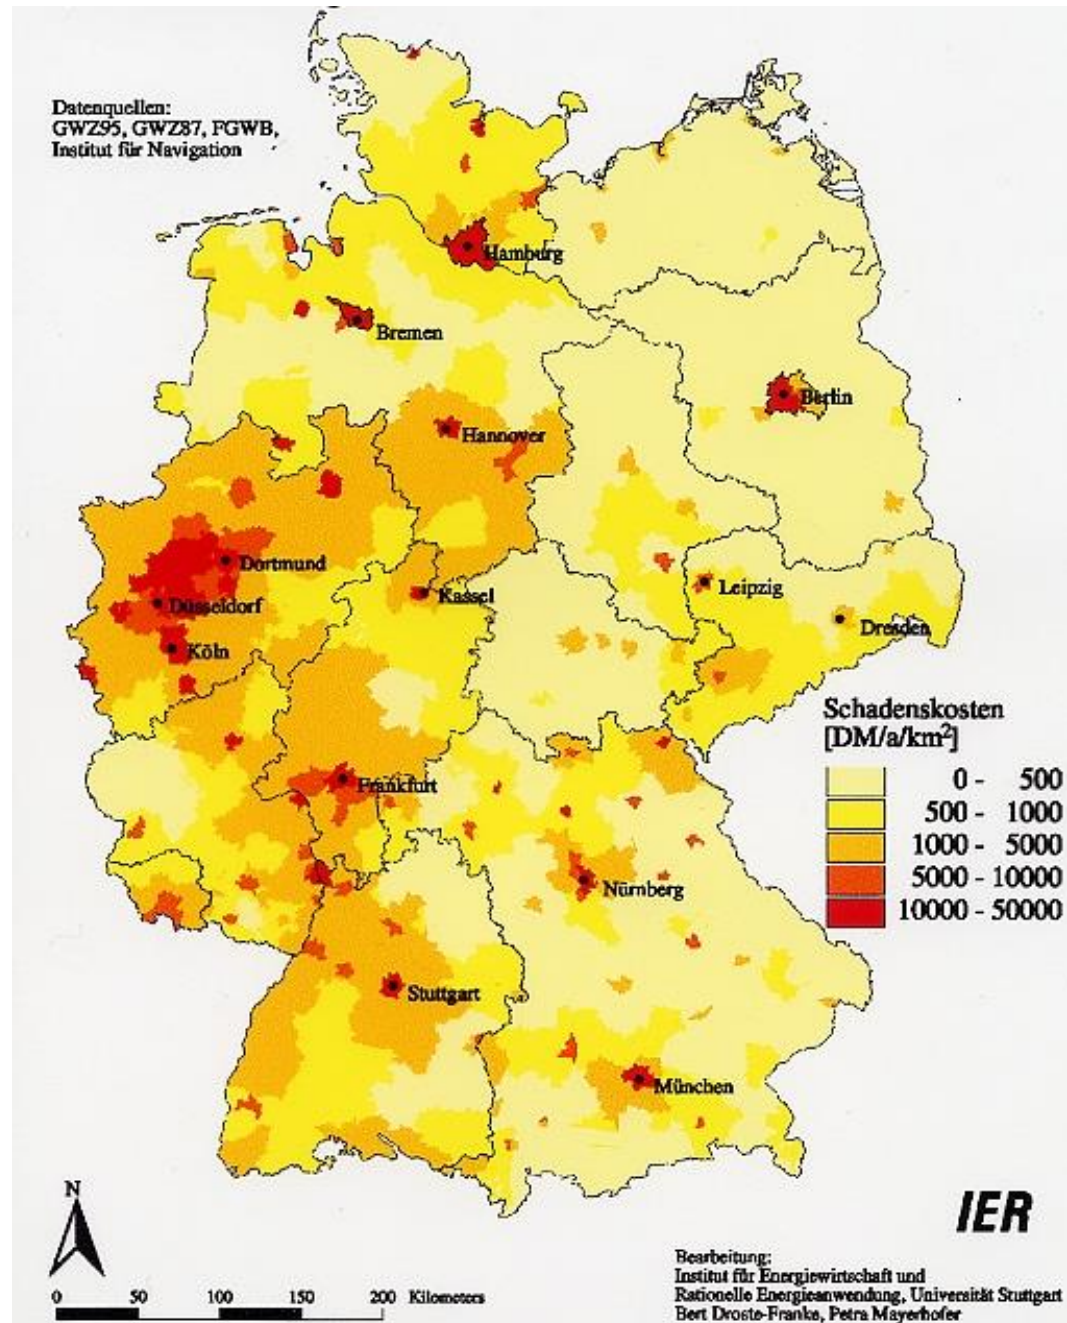 Datenquellen:
GWZ95, GWZ87, FGWB,
Institut für Navigation
Hamburg
Bremen
Berlin
Hannover
Dortmund
Düsseldorf
Köln
Kassel
Leipzig
Dresden
Frankfurt
Nürnberg
Stuttgart
München
Schadenskosten
[DM/a/km²]
0 - 500
500 - 1000
1000 - 5000
5000 - 10000
10000 - 50000
N
0 50 100 150 200 Kilometers
IER
Bearbeitung:
Institut für Energiewirtschaft und
Rationelle Energieanwendung, Universität Stuttgart
Bert Droste-Franke, Petra Mayerhofer